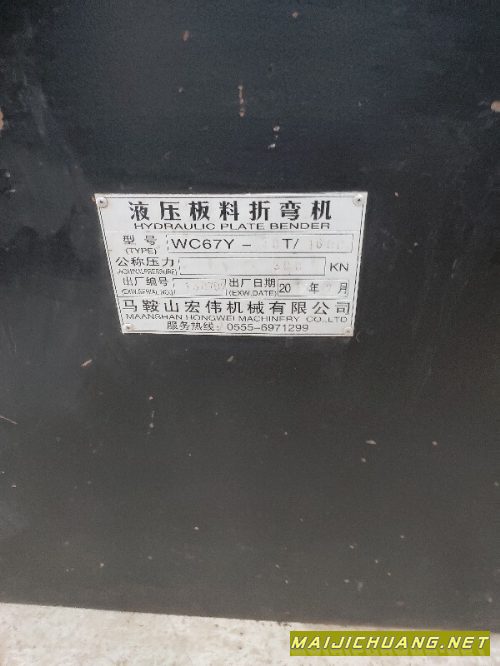 液压板料折弯机
HYDRAULIC PLATE BENDER
型号 WC67Y- T/
(TYPE)
公称压力 KN
出厂编号 出厂日期 20 年 月
(EXW.DATE)
马鞍山宏伟机械有限公司
MAANSHAN HONGWEI MACHINERY CO.,LTD
服务热线: 0555-6971299
MAIJICHUANG.NET